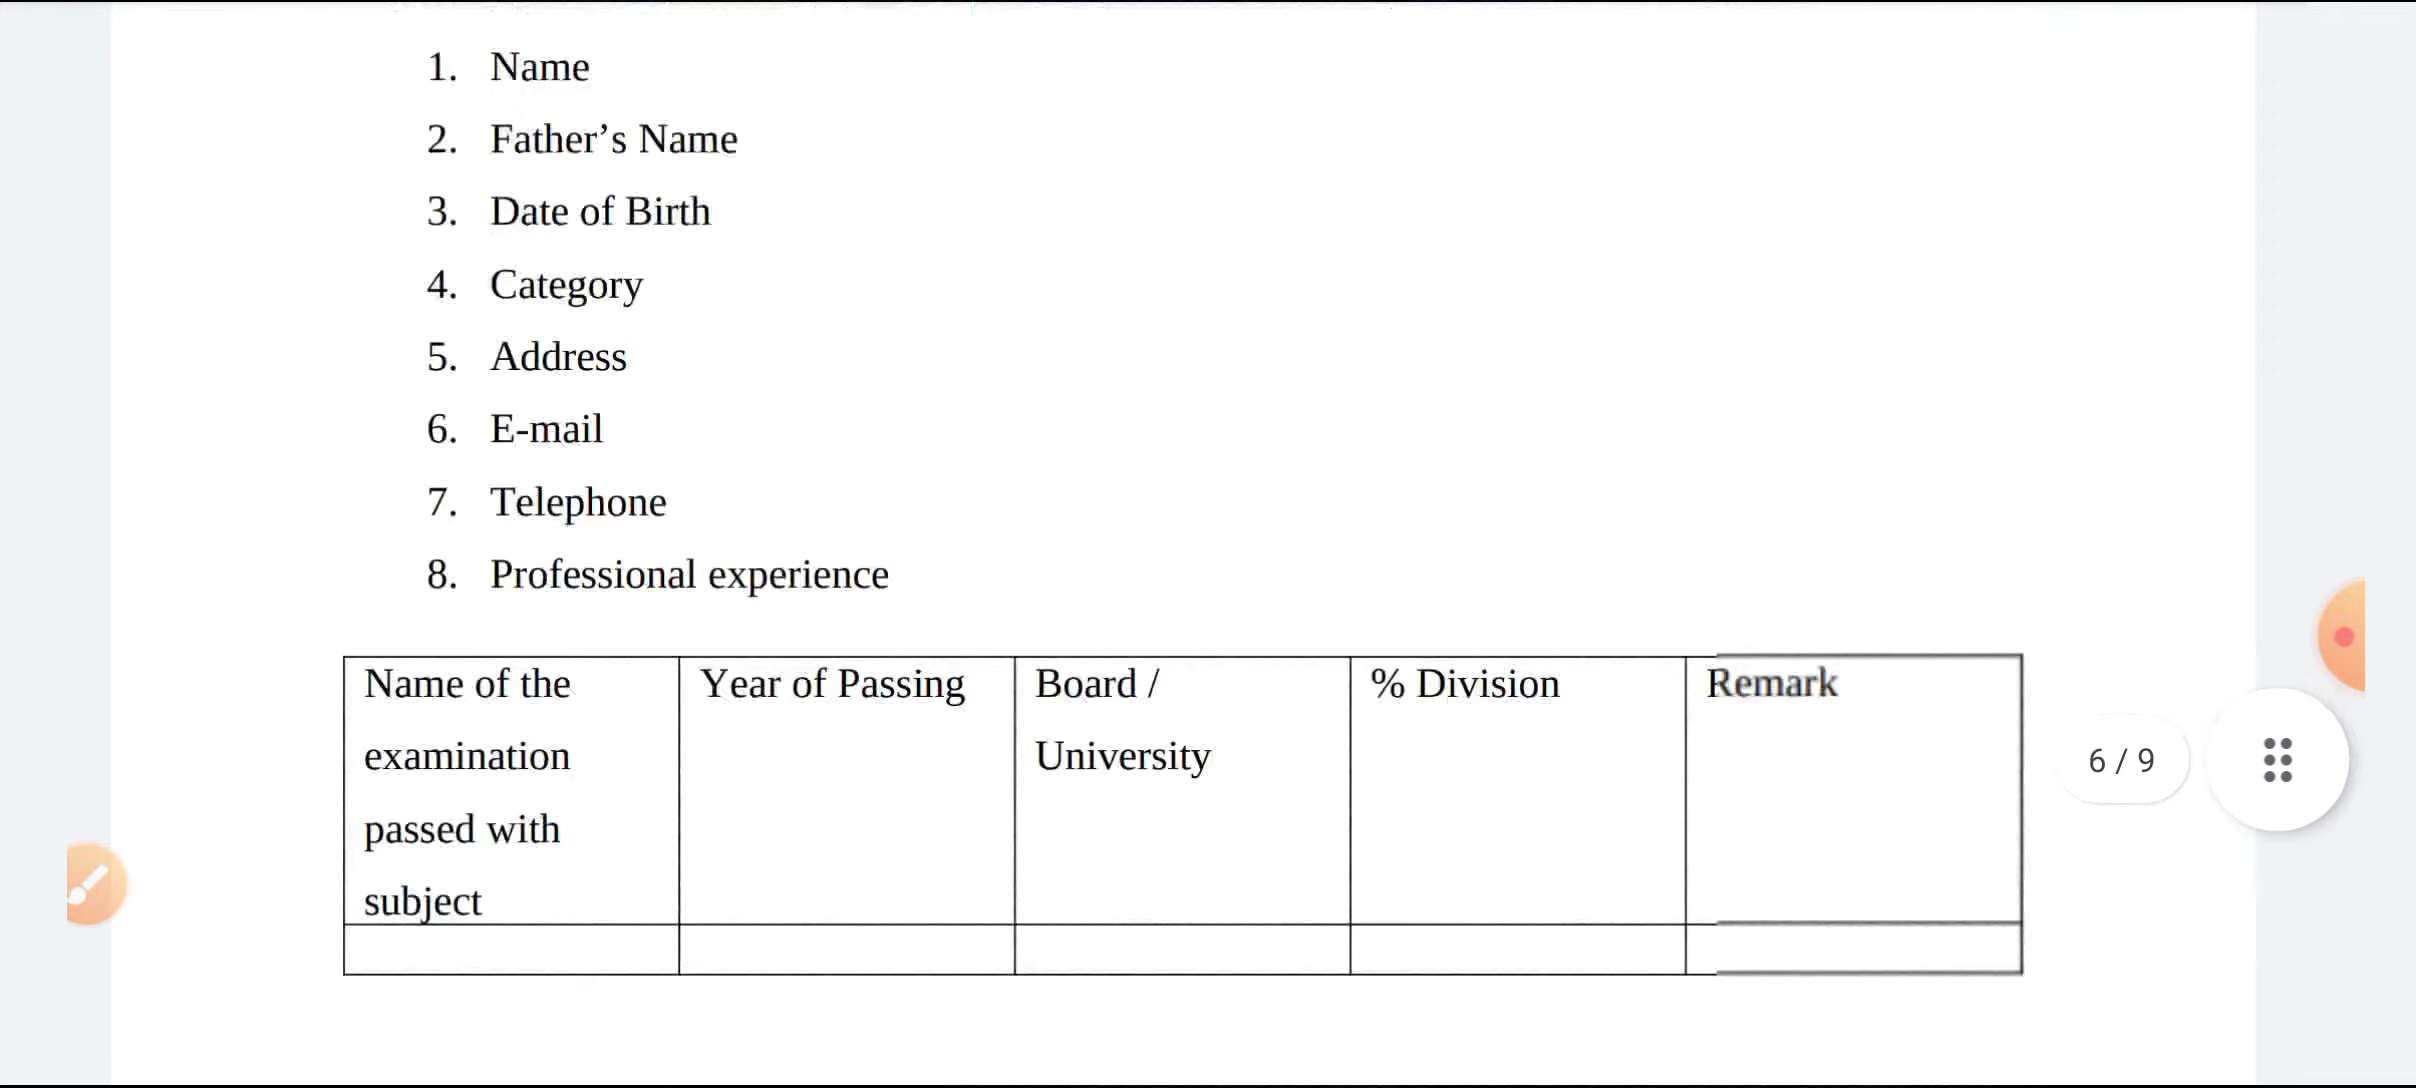 1. Name
2. Father’s Name
3. Date of Birth
4. Category
5. Address
6. E-mail
7. Telephone
8. Professional experience
Name of the Year of Passing Board / % Division Remark
examination University
passed with
subject
6 / 9